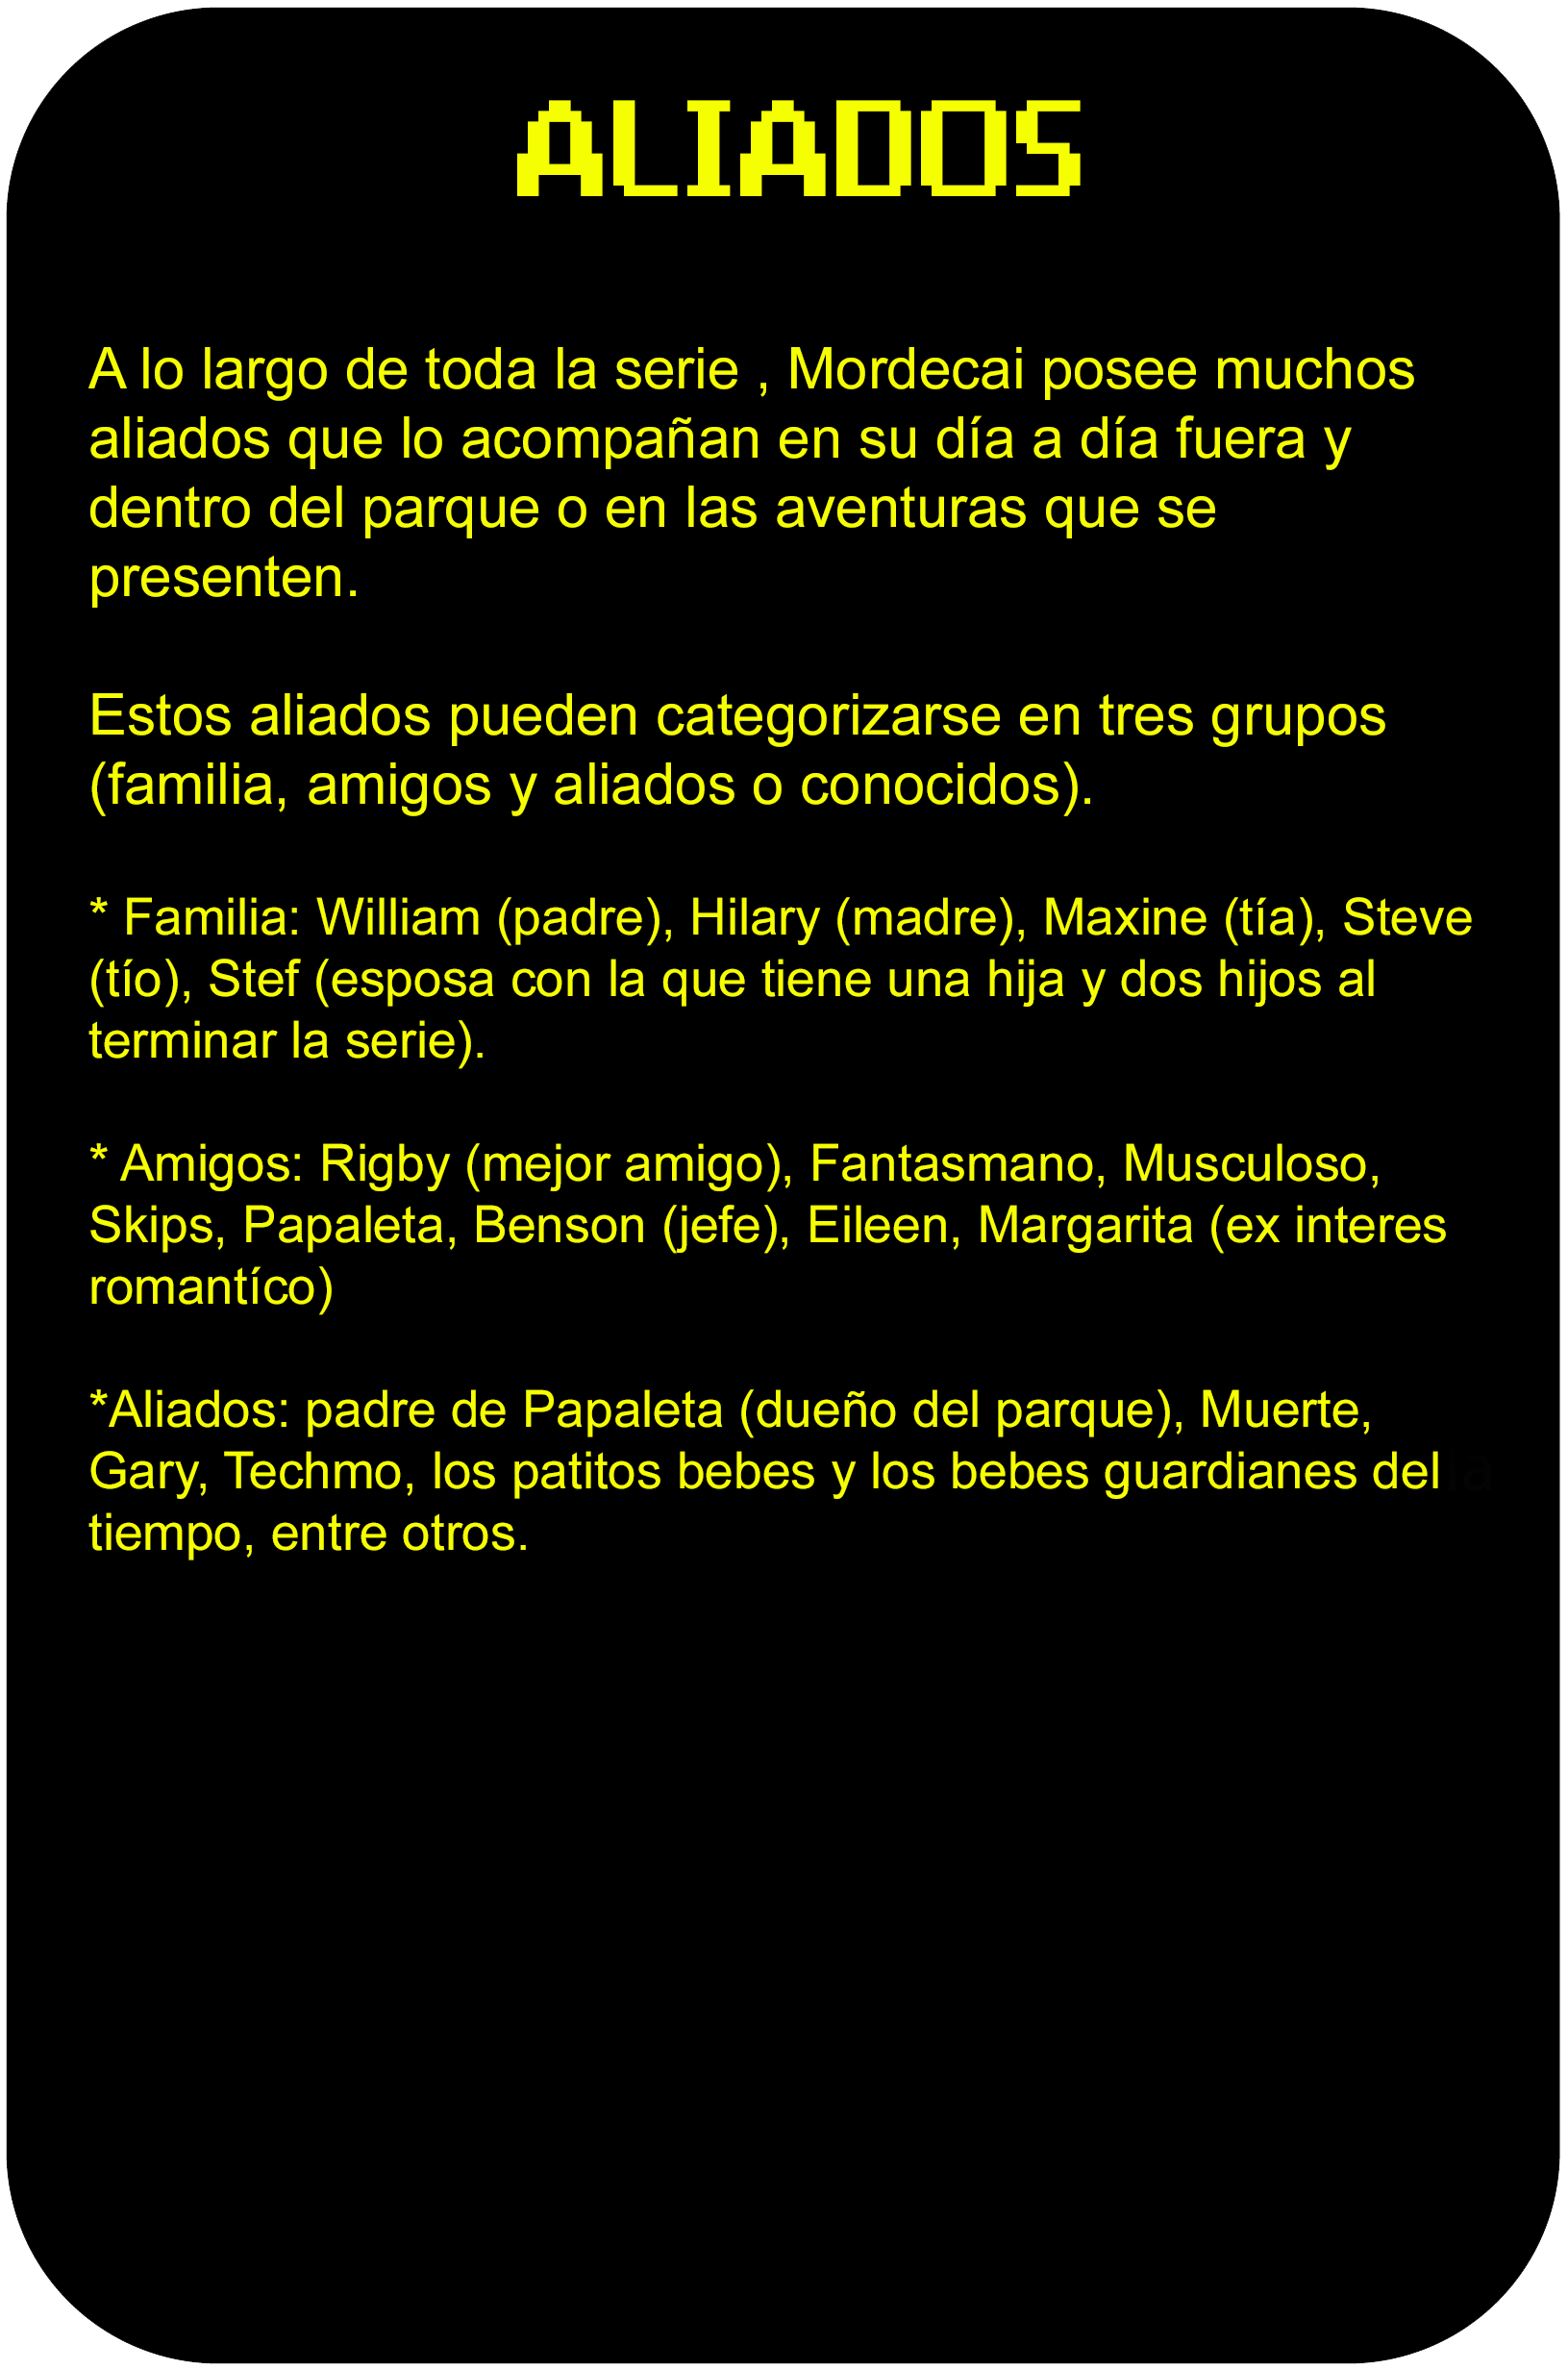 ALIADOS
A lo largo de toda la serie , Mordecai posee muchos
aliados que lo acompañan en su día a día fuera y
dentro del parque o en las aventuras que se
presenten.
Estos aliados pueden categorizarse en tres grupos
(familia, amigos y aliados o conocidos).
* Familia: William (padre), Hilary (madre), Maxine (tía), Steve
(tío), Stef (esposa con la que tiene una hija y dos hijos al
terminar la serie).
* Amigos: Rigby (mejor amigo), Fantasmano, Musculoso,
Skips, Papaleta, Benson (jefe), Eileen, Margarita (ex interes
romantíco)
*Aliados: padre de Papaleta (dueño del parque), Muerte,
Gary, Techmo, los patitos bebes y los bebes guardianes del
tiempo, entre otros.